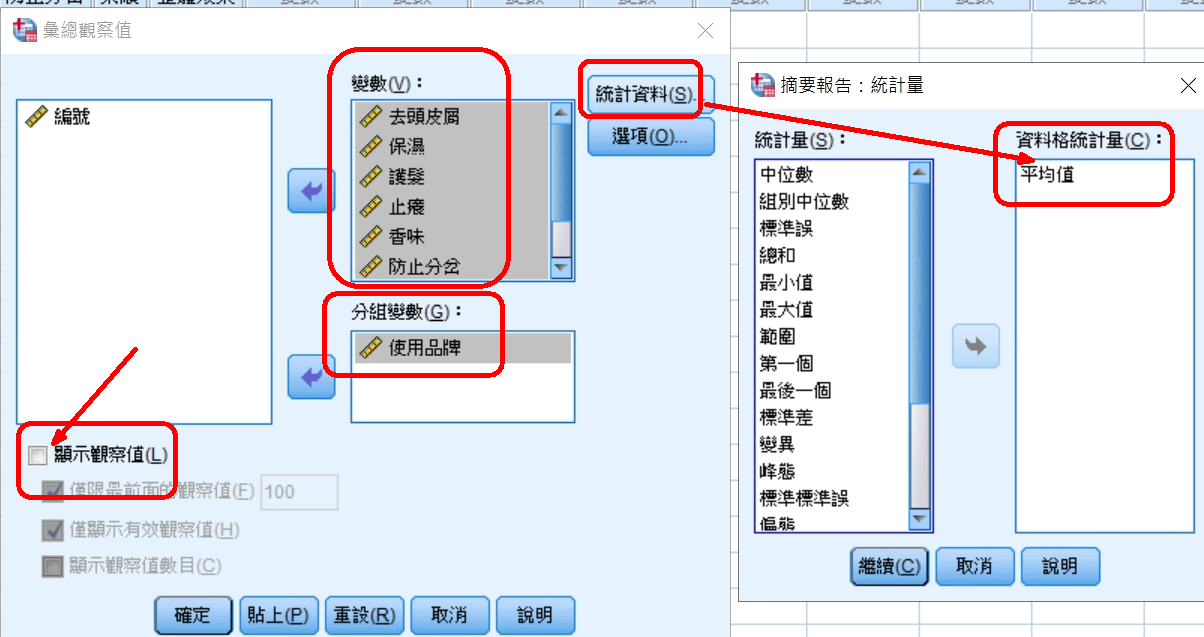 彙總觀察值
編號
變數(V)：
去頭皮屑
保濕
護髮
止癢
香味
防止分岔
分組變數(G)：
使用品牌
統計資料(S)...
選項(O)...
顯示觀察值(L)
僅限最前面的觀察值(F) 100
僅顯示有效觀察值(H)
顯示觀察值數目(C)
確定 貼上(P) 重設(R) 取消 說明
摘要報告：統計量
統計量(S)：
中位數
組別中位數
標準誤
總和
最小值
最大值
範圍
第一個
最後一個
標準差
變異
峰態
標準標準誤
偏態
資料格統計量(C)：
平均值
繼續(C) 取消 說明